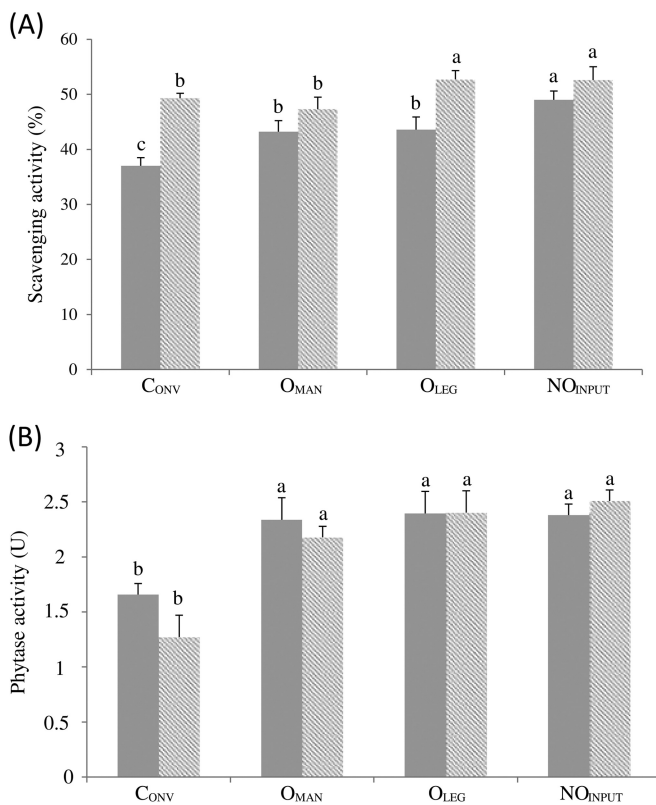 (A)
60
50
40
30
20
10
0
Scavenging activity (%)
c b b b b a a a
CONV OMAN OLEG NOINPUT
(B)
3
2.5
2
1.5
1
0.5
0
Phytase activity (U)
b b a a a a a a
CONV OMAN OLEG NOINPUT